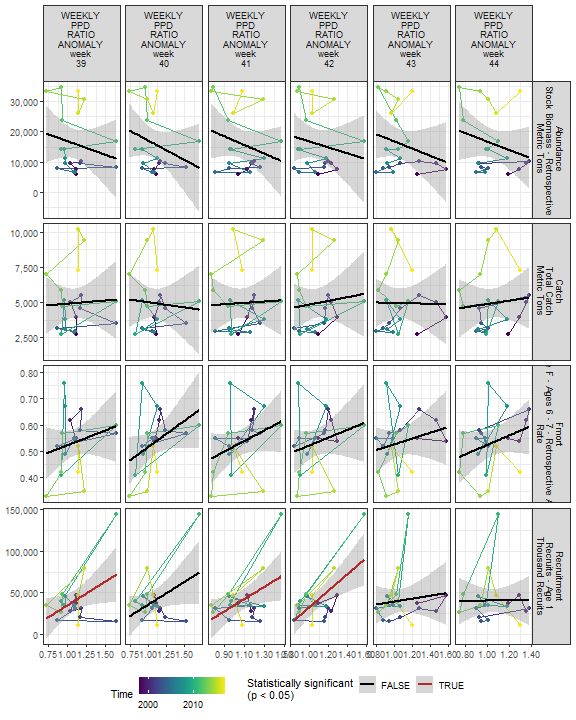 WEEKLY
PPD
RATIO
ANOMALY
week
39
WEEKLY
PPD
RATIO
ANOMALY
week
40
WEEKLY
PPD
RATIO
ANOMALY
week
41
WEEKLY
PPD
RATIO
ANOMALY
week
42
WEEKLY
PPD
RATIO
ANOMALY
week
43
WEEKLY
PPD
RATIO
ANOMALY
week
44
30,000
20,000
10,000
0
Abundance
Stock Biomass - Retrospective
Metric Tons
10,000
7,500
5,000
2,500
Catch
Total Catch
Metric Tons
0.80
0.70
0.60
0.50
0.40
Fmort
F - Ages 6 - 7 - Retrospective
Rate
150,000
100,000
50,000
0
Recruitment
Recruits - Age 1
Thousand Recruits
0.75 1.00 1.25 1.50
0.75 1.00 1.25 1.50
0.90 1.10 1.30 1.50
1.00 1.20 1.40 1.60
0.80 1.00 1.20 1.40 1.60
0.80 1.00 1.20 1.40
Time
2000 2010
Statistically significant
(p < 0.05)
FALSE
TRUE